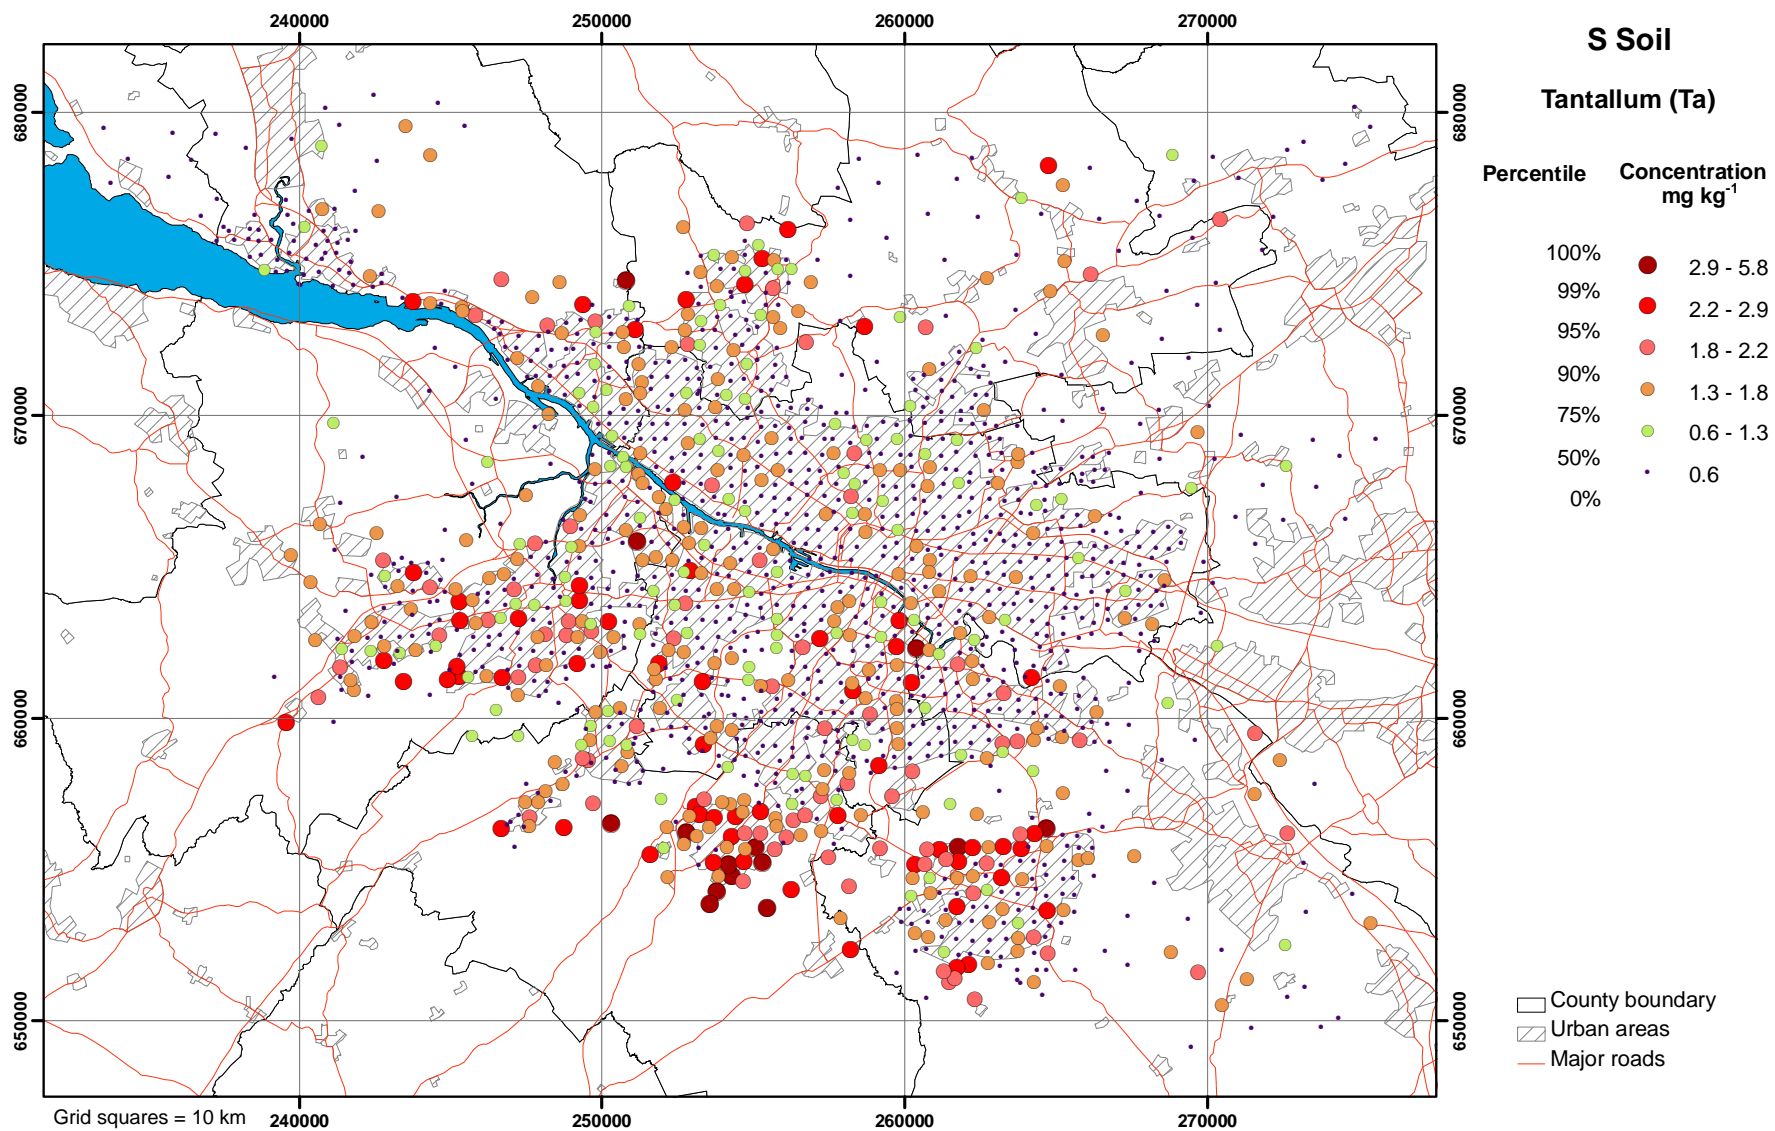 240000
250000
260000
270000
S Soil
Tantallum (Ta)
680000
680000
Percentile
Concentration
mg kg-1
100%
2.9 - 5.8
99%
2.2 - 2.9
95%
1.8 - 2.2
90%
1.3 - 1.8
75%
0.6 - 1.3
50%
0.6
0%
670000
670000
660000
660000
650000
650000
County boundary
Urban areas
Major roads
Grid squares = 10 km
240000
250000
260000
270000